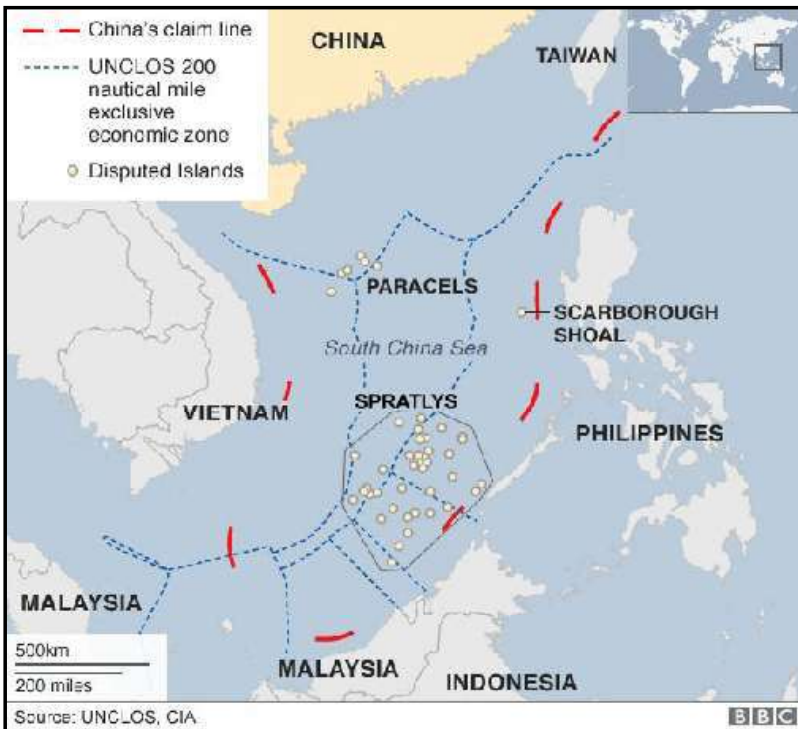 China's claim line
UNCLOS 200
nautical mile
exclusive
economic zone
Disputed Islands
CHINA
TAIWAN
PARACELS
SCARBOROUGH
SHOAL
South China Sea
SPRATLYS
VIETNAM
PHILIPPINES
MALAYSIA
MALAYSIA
INDONESIA
500km
200 miles
Source: UNCLOS, CIA
BBC